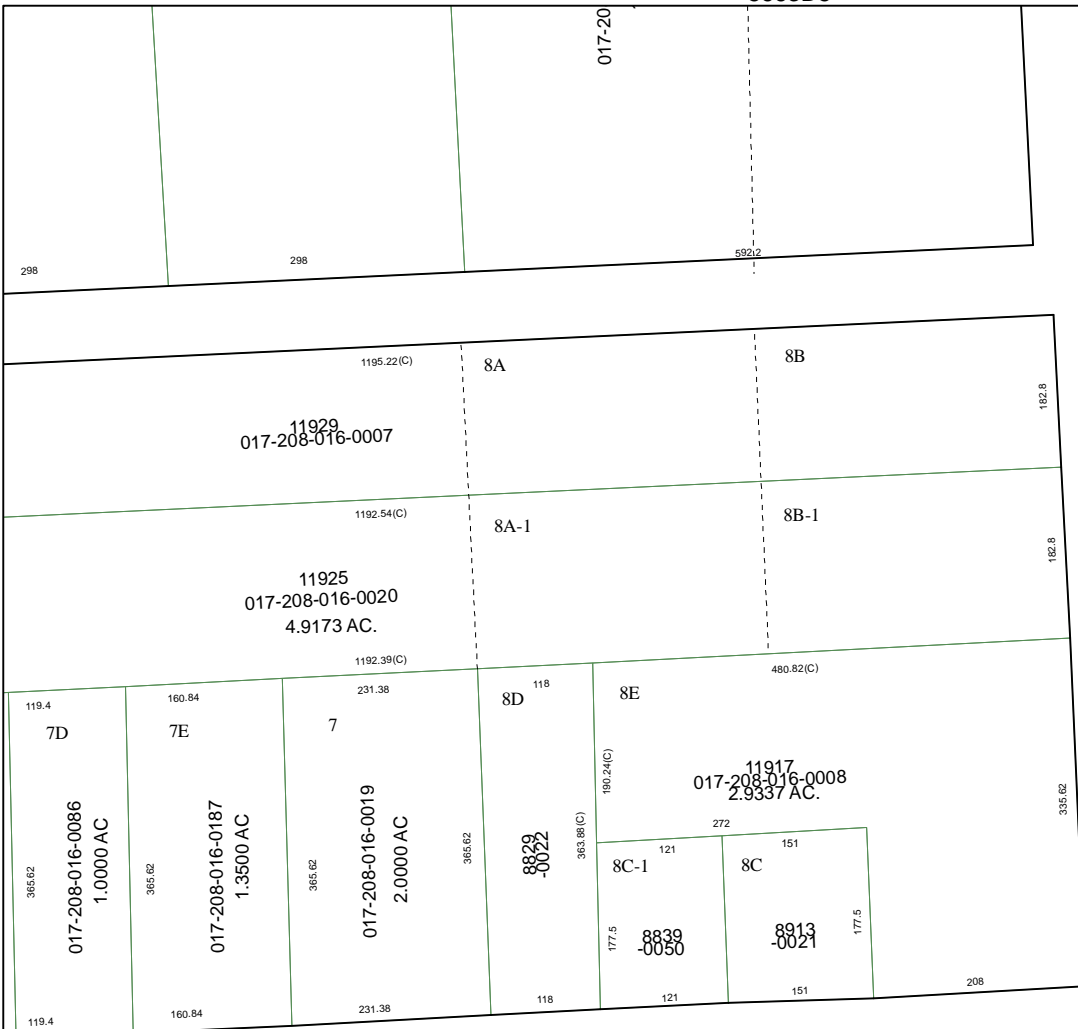 017-20
298
298
592.2
1195.22(C)
8A
8B
182.8
11929
017-208-016-0007
1192.54(C)
8A-1
8B-1
182.8
11925
017-208-016-0020
4.9173 AC.
1192.39(C)
480.82(C)
119.4
160.84
231.38
118
7D
7E
7
8D
8E
190.24(C)
11917
017-208-016-0008
2.9337 AC.
335.62
365.62
017-208-016-0086
1.0000 AC
365.62
017-208-016-0187
1.3500 AC
365.62
017-208-016-0019
2.0000 AC
365.62
8829
-0022
363.88(C)
272
121
151
8C-1
8C
177.5
8839
-0050
8913
-0021
177.5
119.4
160.84
231.38
118
121
151
208